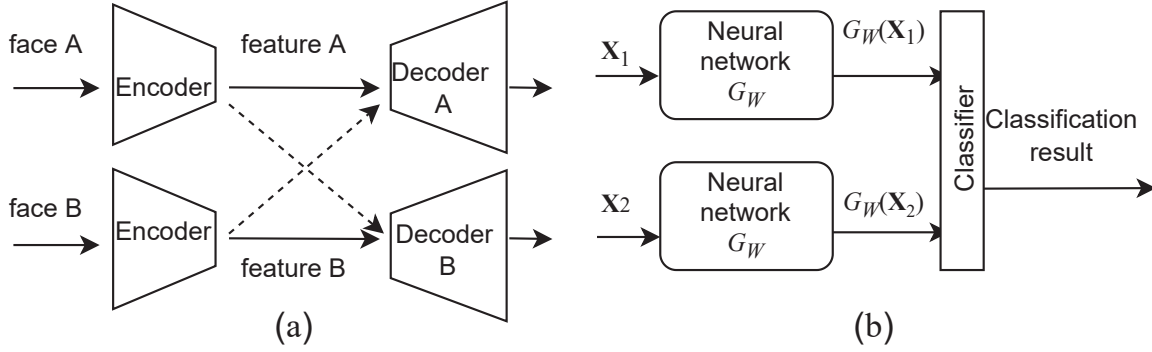 face A
Encoder
feature A
Decoder
A
face B
Encoder
feature B
Decoder
B
(a)
X1
Neural
network
GW
GW(X1)
X2
Neural
network
GW
GW(X2)
Classifier
Classification
result
(b)